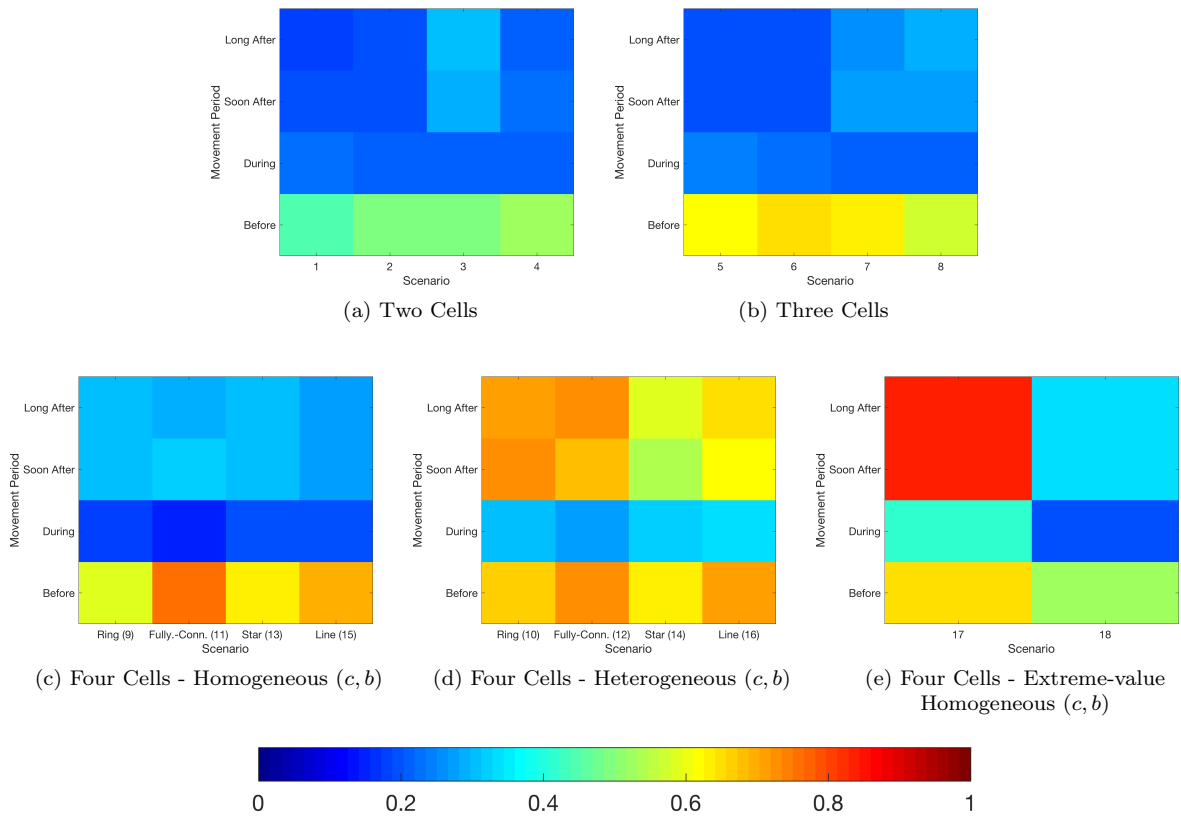 Long After
Soon After
During
Before
Movement Period
1 2 3 4
Scenario
(a) Two Cells
Long After
Soon After
During
Before
Movement Period
5 6 7 8
Scenario
(b) Three Cells
Long After
Soon After
During
Before
Movement Period
Ring (9) Fully.-Conn. (11) Star (13) Line (15)
Scenario
(c) Four Cells - Homogeneous (c, b)
Long After
Soon After
During
Before
Movement Period
Ring (10) Fully-Conn. (12) Star (14) Line (16)
Scenario
(d) Four Cells - Heterogeneous (c, b)
Long After
Soon After
During
Before
Movement Period
17 18
Scenario
(e) Four Cells - Extreme-value
Homogeneous (c, b)
0 0.2 0.4 0.6 0.8 1